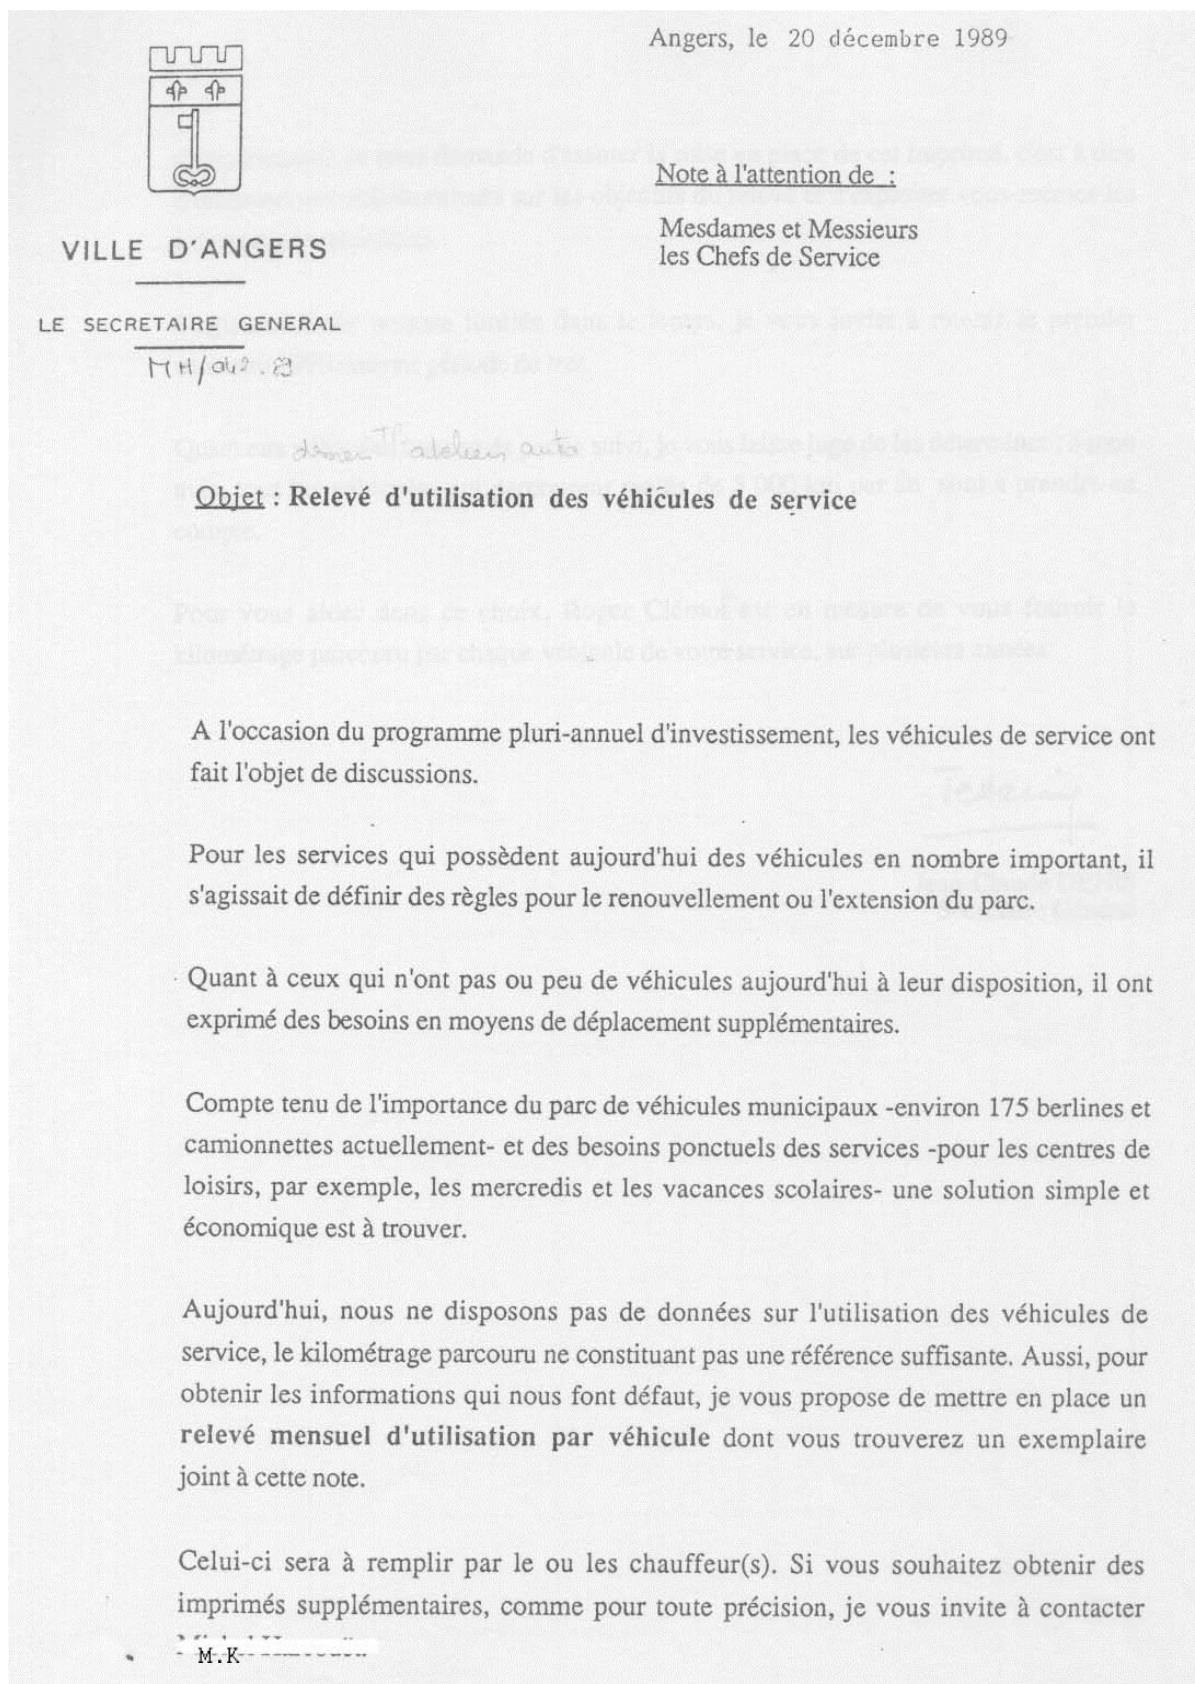 Angers, le 20 décembre 1989
Note à l'attention de :
Mesdames et Messieurs
les Chefs de Service
VILLE D'ANGERS
LE SECRETAIRE GENERAL
MH/042.89
Objet : Relevé d'utilisation des véhicules de service
A l'occasion du programme pluri-annuel d'investissement, les véhicules de service ont
fait l'objet de discussions.
Pour les services qui possèdent aujourd'hui des véhicules en nombre important, il
s'agissait de définir des règles pour le renouvellement ou l'extension du parc.
Quant à ceux qui n'ont pas ou peu de véhicules aujourd'hui à leur disposition, il ont
exprimé des besoins en moyens de déplacement supplémentaires.
Compte tenu de l'importance du parc de véhicules municipaux -environ 175 berlines et
camionnettes actuellement- et des besoins ponctuels des services -pour les centres de
loisirs, par exemple, les mercredis et les vacances scolaires- une solution simple et
économique est à trouver.
Aujourd'hui, nous ne disposons pas de données sur l'utilisation des véhicules de
service, le kilométrage parcouru ne constituant pas une référence suffisante. Aussi, pour
obtenir les informations qui nous font défaut, je vous propose de mettre en place un
relevé mensuel d'utilisation par véhicule dont vous trouverez un exemplaire
joint à cette note.
Celui-ci sera à remplir par le ou les chauffeur(s). Si vous souhaitez obtenir des
imprimés supplémentaires, comme pour toute précision, je vous invite à contacter
M.K